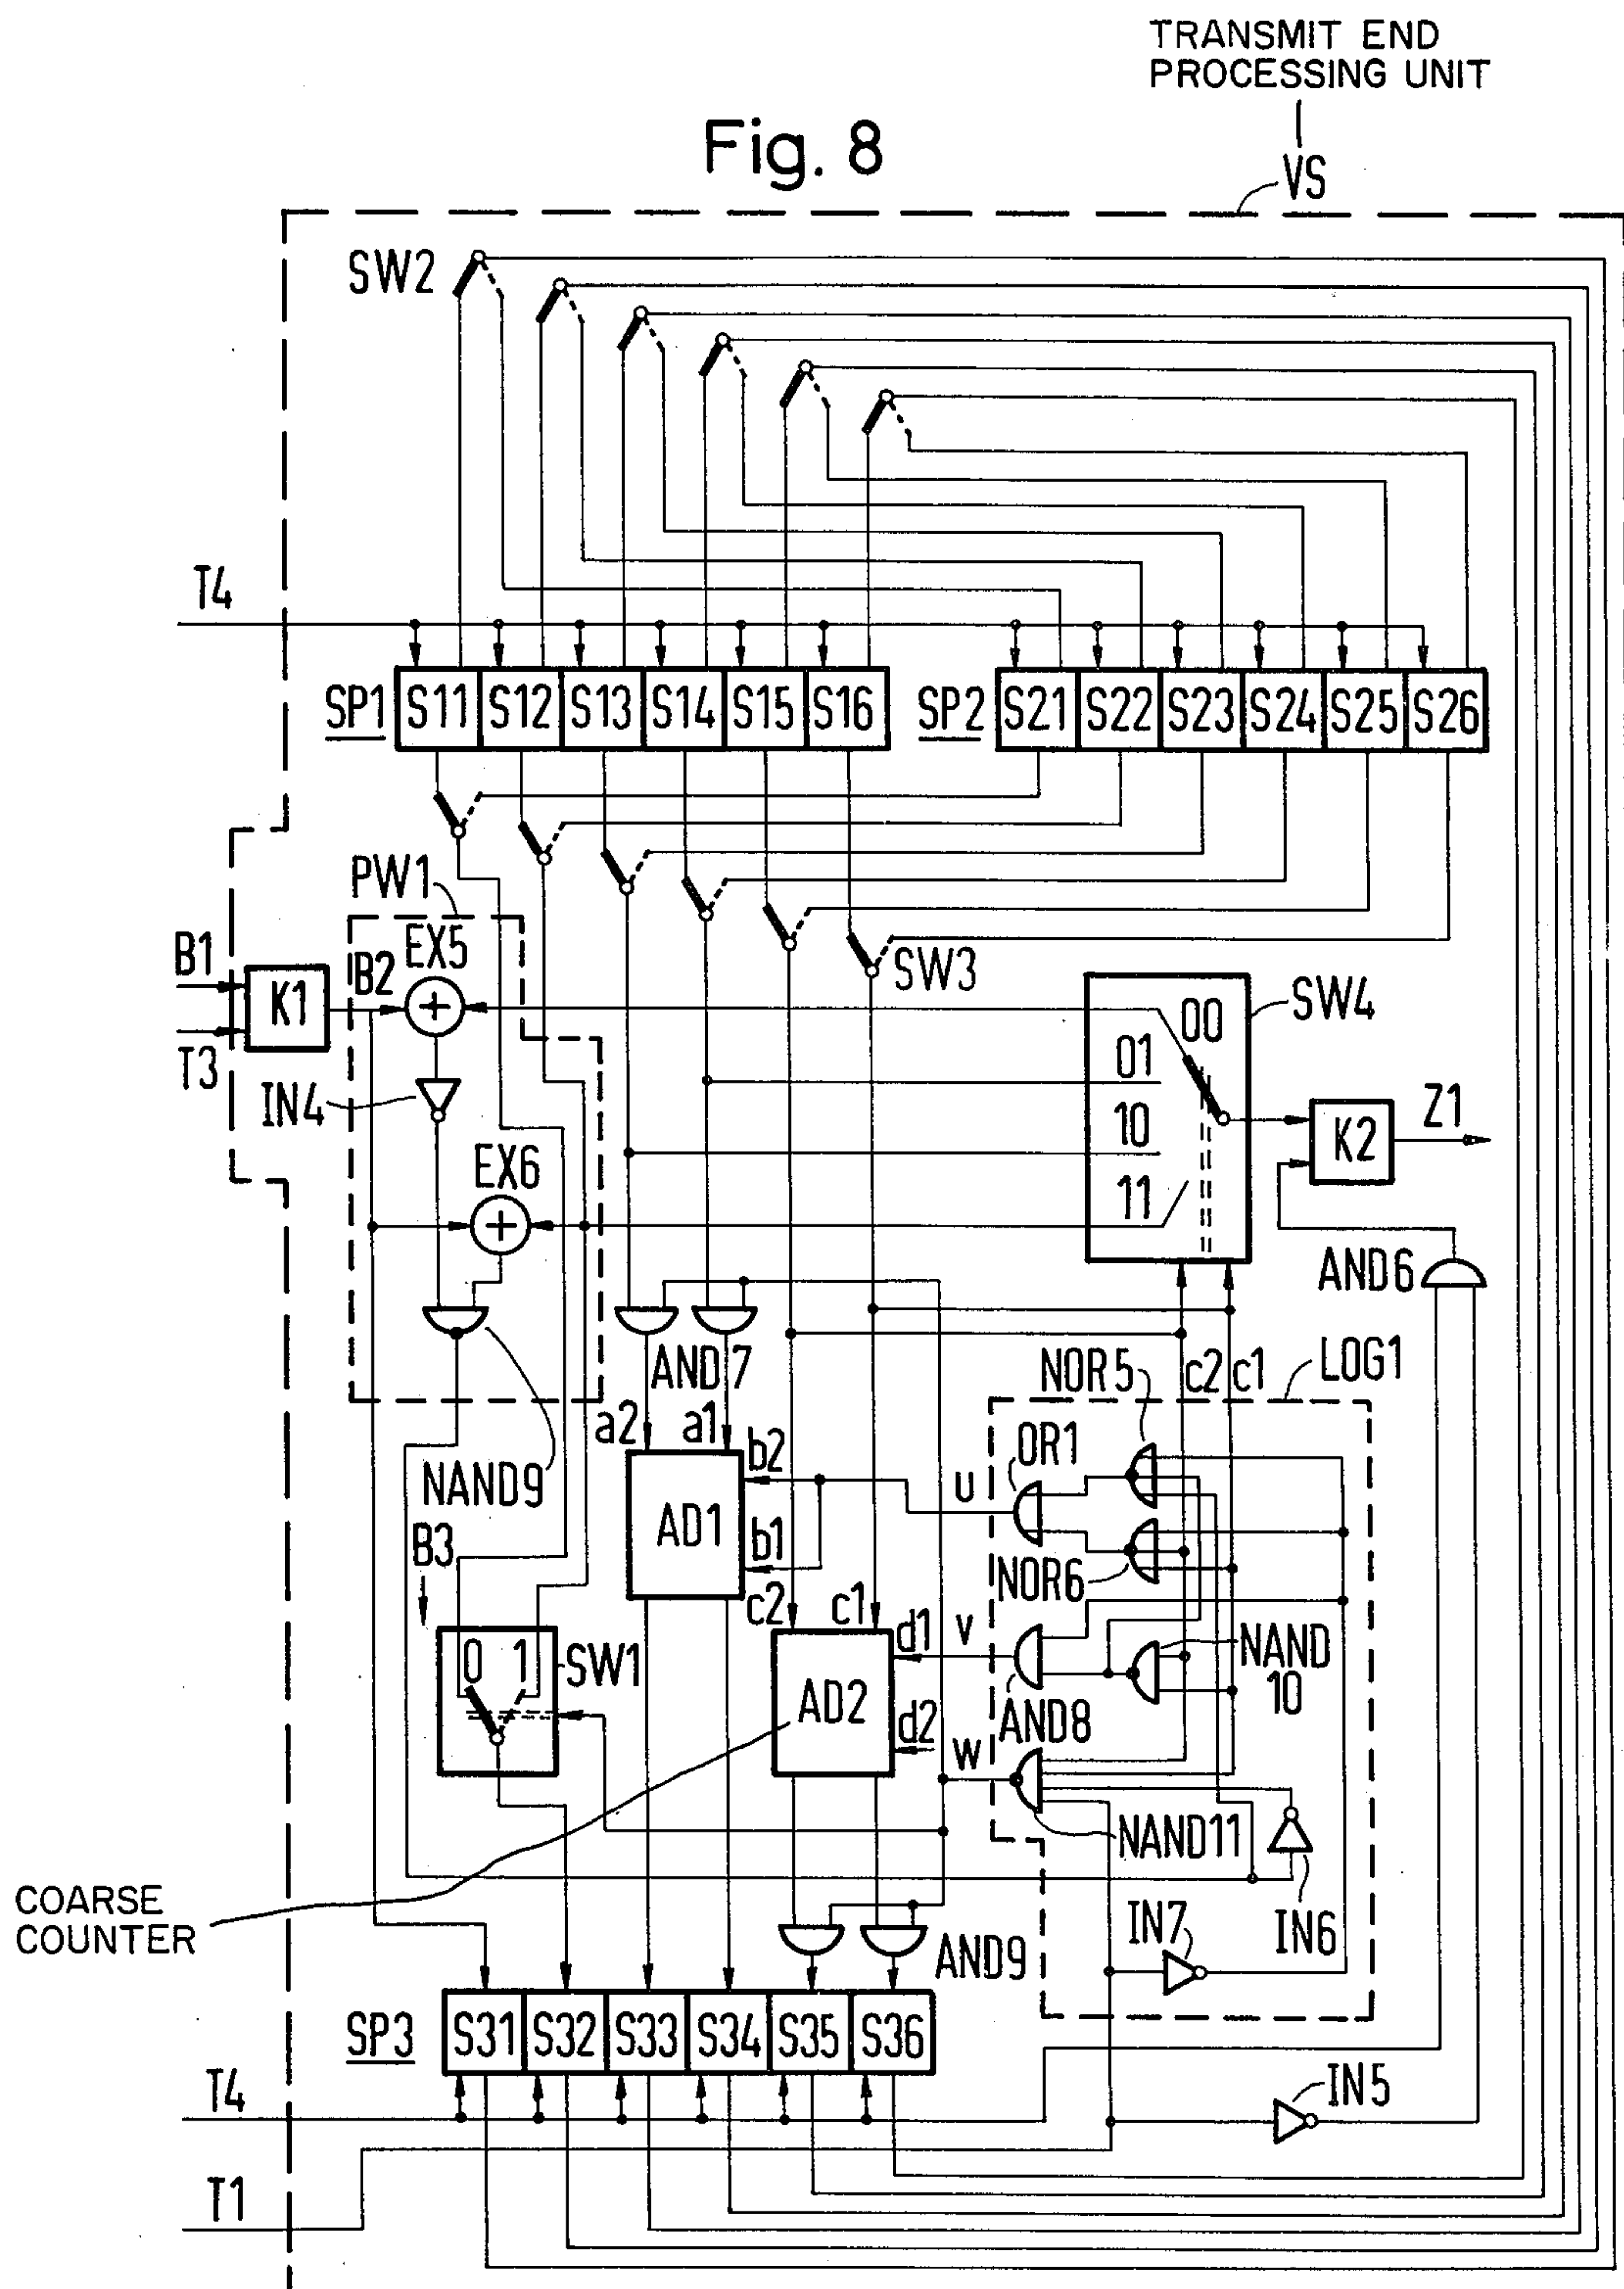 TRANSMIT END
PROCESSING UNIT
Fig. 8
VS
SW2
T4
SP1 S11 S12 S13 S14 S15 S16
SP2 S21 S22 S23 S24 S25 S26
PW1
EX5
SW3
B1
B2
K1
T3
IN4
00
01
10
11
SW4
K2
Z1
EX6
AND6
AND7
NOR5
c2 c1
LOG1
a2
a1
b2
OR1
U
NAND9
AD1
b1
B3
NOR6
c2
c1
d1
V
NAND
10
0 1
SW1
AD2
d2
AND8
W
NAND11
COARSE
COUNTER
IN7
IN6
AND9
SP3 S31 S32 S33 S34 S35 S36
T4
IN5
T1